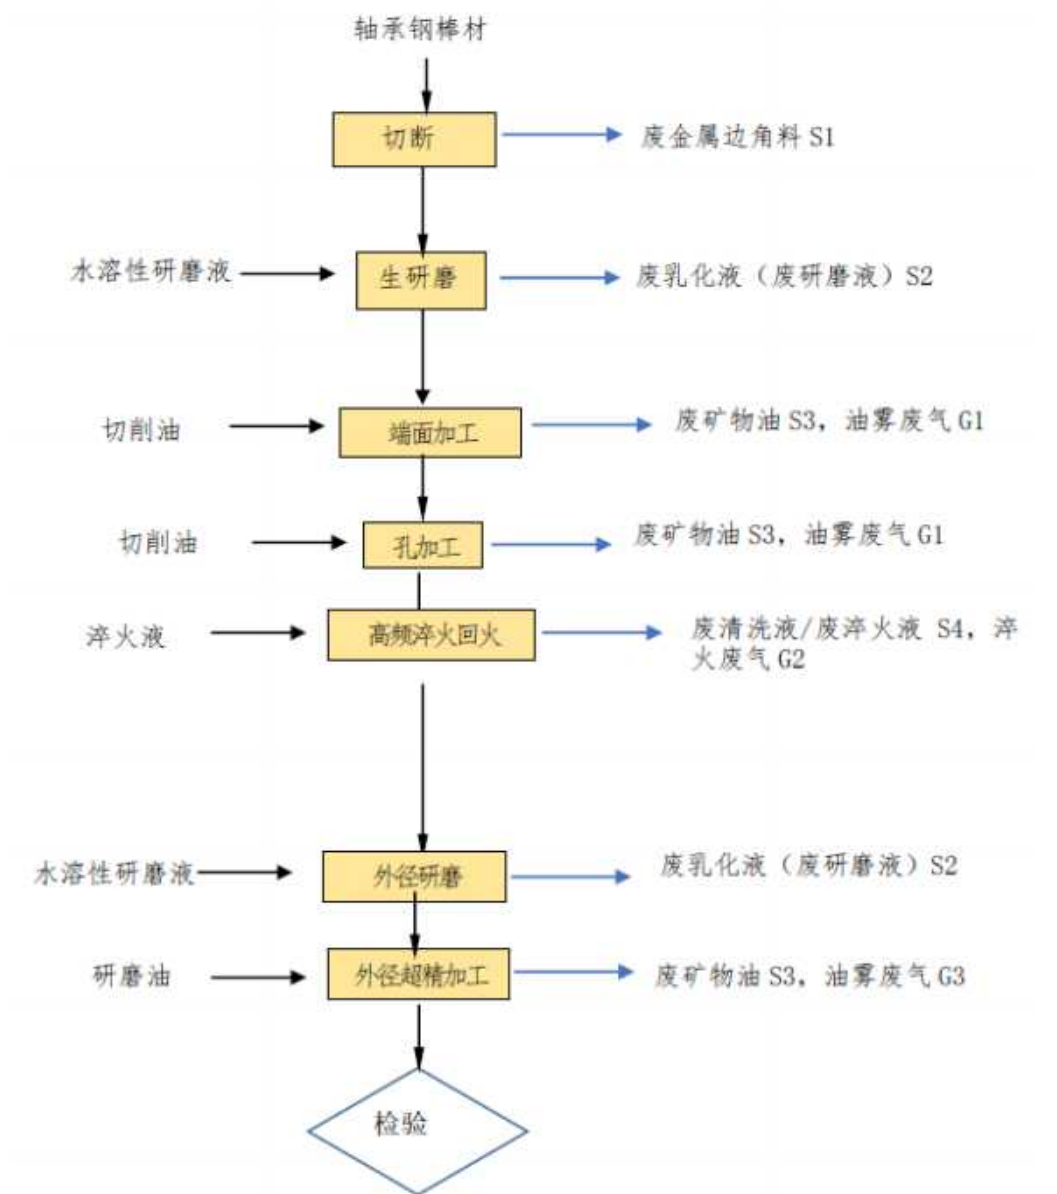 轴承钢棒材
切断
废金属边角料 S1
水溶性研磨液
生研磨
废乳化液（废研磨液）S2
切削油
端面加工
废矿物油 S3，油雾废气 G1
切削油
孔加工
废矿物油 S3，油雾废气 G1
淬火液
高频淬火回火
废清洗液/废淬火液 S4，淬
火废气 G2
水溶性研磨液
外径研磨
废乳化液（废研磨液）S2
研磨油
外径超精加工
废矿物油 S3，油雾废气 G3
检验